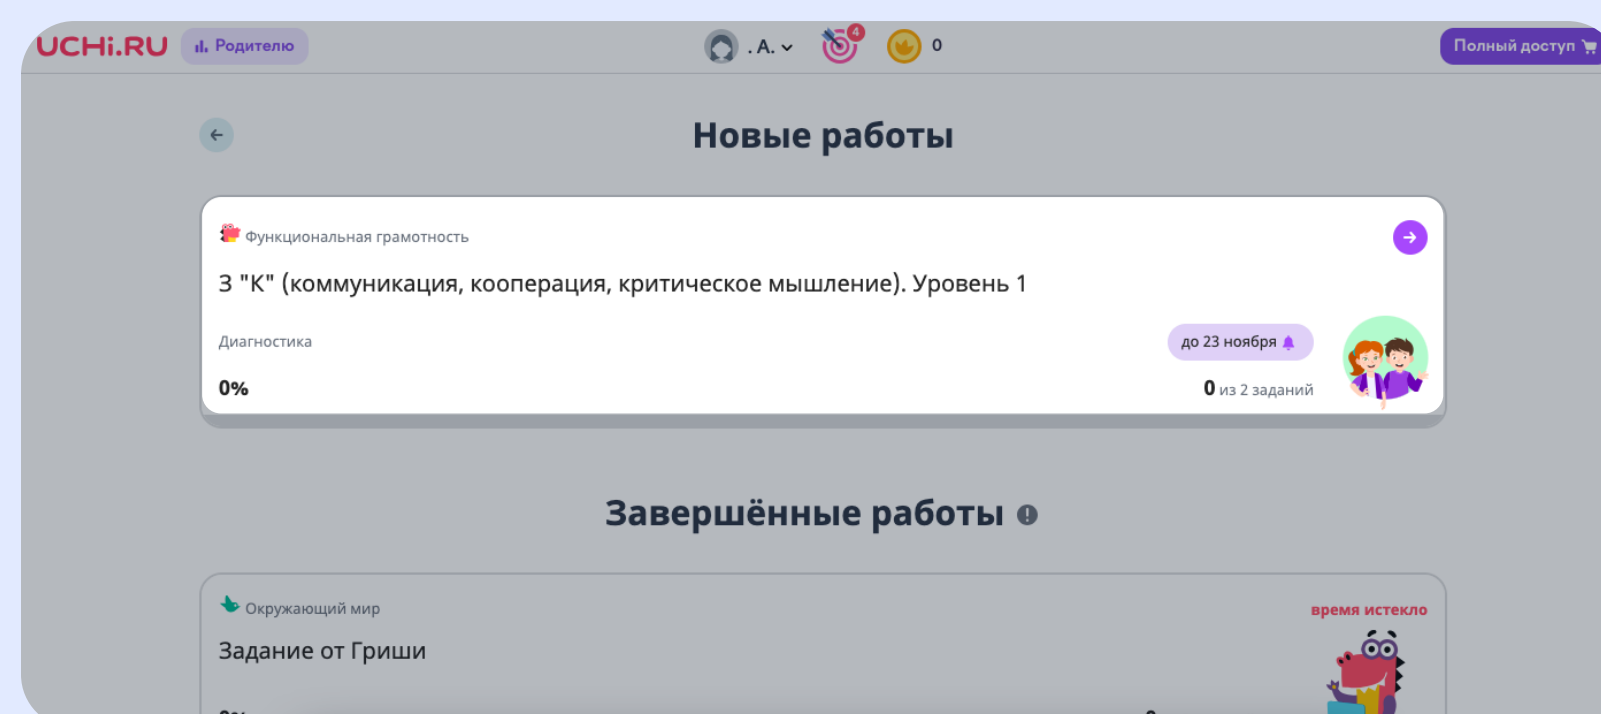 UCHi.RU Родителю . А. 4 0 Полный доступ
Новые работы
Функциональная грамотность
3 "К" (коммуникация, кооперация, критическое мышление). Уровень 1
Диагностика до 23 ноября
0% 0 из 2 заданий
Завершённые работы
Окружающий мир время истекло
Задание от Гриши